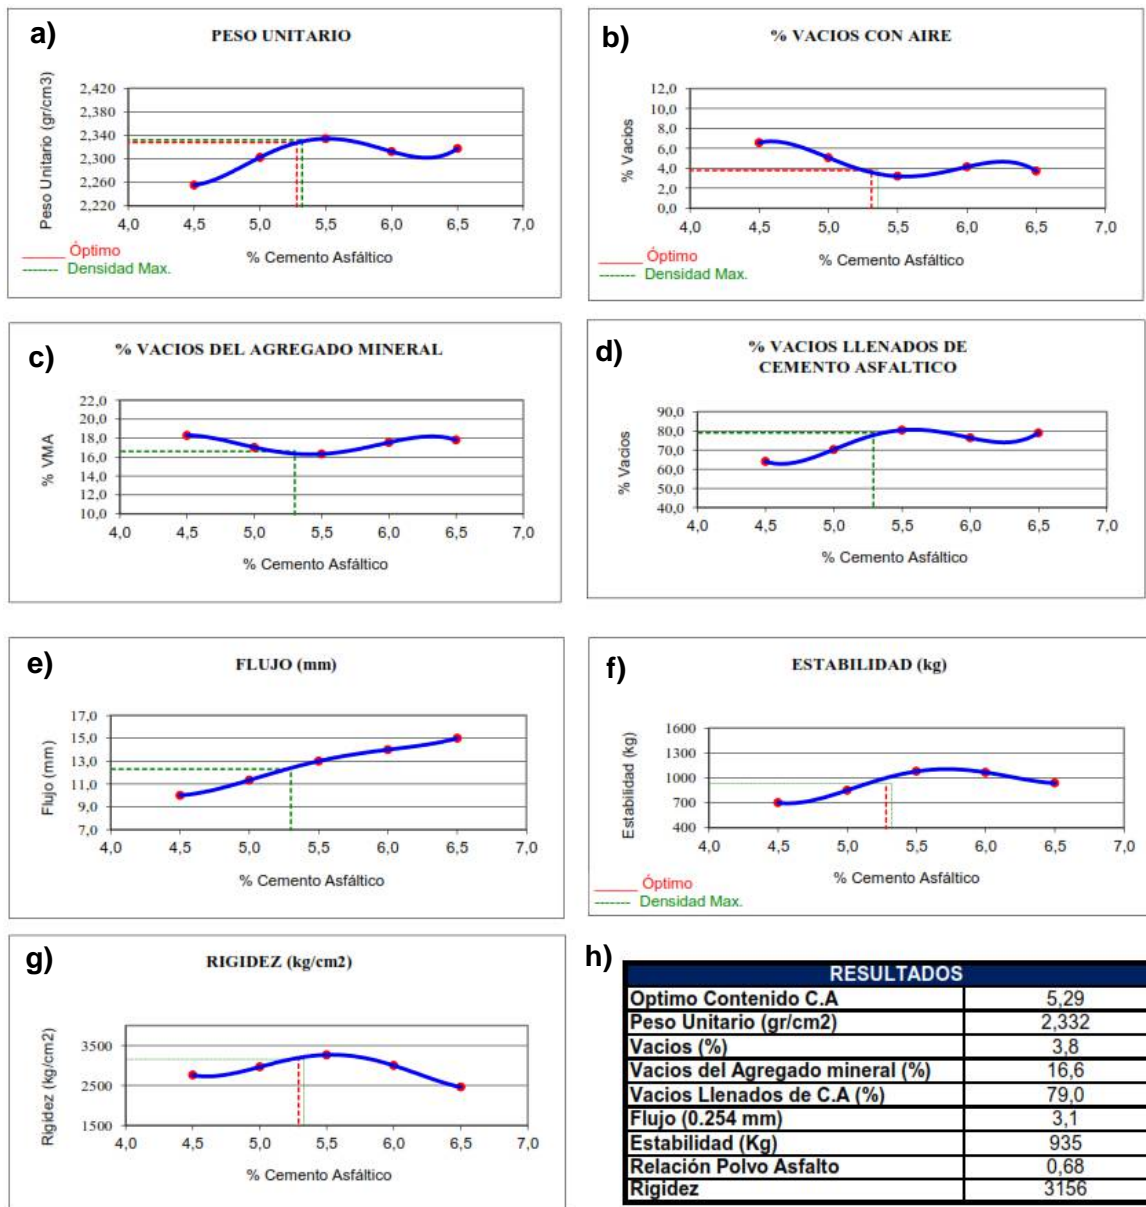 a)
PESO UNITARIO
Peso Unitario (gr/cm3)
2,420
2,380
2,340
2,300
2,260
2,220
4,0 4,5 5,0 5,5 6,0 6,5 7,0
% Cemento Asfáltico
Óptimo
Densidad Max.
b)
% VACIOS CON AIRE
% Vacios
12,0
10,0
8,0
6,0
4,0
2,0
0,0
4,0 4,5 5,0 5,5 6,0 6,5 7,0
% Cemento Asfáltico
Óptimo
Densidad Max.
c)
% VACIOS DEL AGREGADO MINERAL
% VMA
22,0
20,0
18,0
16,0
14,0
12,0
10,0
4,0 4,5 5,0 5,5 6,0 6,5 7,0
% Cemento Asfáltico
d)
% VACIOS LLENADOS DE
CEMENTO ASFALTICO
% Vacios
90,0
80,0
70,0
60,0
50,0
40,0
4,0 4,5 5,0 5,5 6,0 6,5 7,0
% Cemento Asfáltico
e)
FLUJO (mm)
Flujo (mm)
17,0
15,0
13,0
11,0
9,0
7,0
4,0 4,5 5,0 5,5 6,0 6,5 7,0
% Cemento Asfáltico
f)
ESTABILIDAD (kg)
Estabilidad (kg)
1600
1300
1000
700
400
4,0 4,5 5,0 5,5 6,0 6,5 7,0
% Cemento Asfáltico
Óptimo
Densidad Max.
g)
RIGIDEZ (kg/cm2)
Rigidez (kg/cm2)
3500
2500
1500
4,0 4,5 5,0 5,5 6,0 6,5 7,0
% Cemento Asfáltico
h)
RESULTADOS
Optimo Contenido C.A 5,29
Peso Unitario (gr/cm2) 2,332
Vacios (%) 3,8
Vacios del Agregado mineral (%) 16,6
Vacios Llenados de C.A (%) 79,0
Flujo (0.254 mm) 3,1
Estabilidad (Kg) 935
Relación Polvo Asfalto 0,68
Rigidez 3156